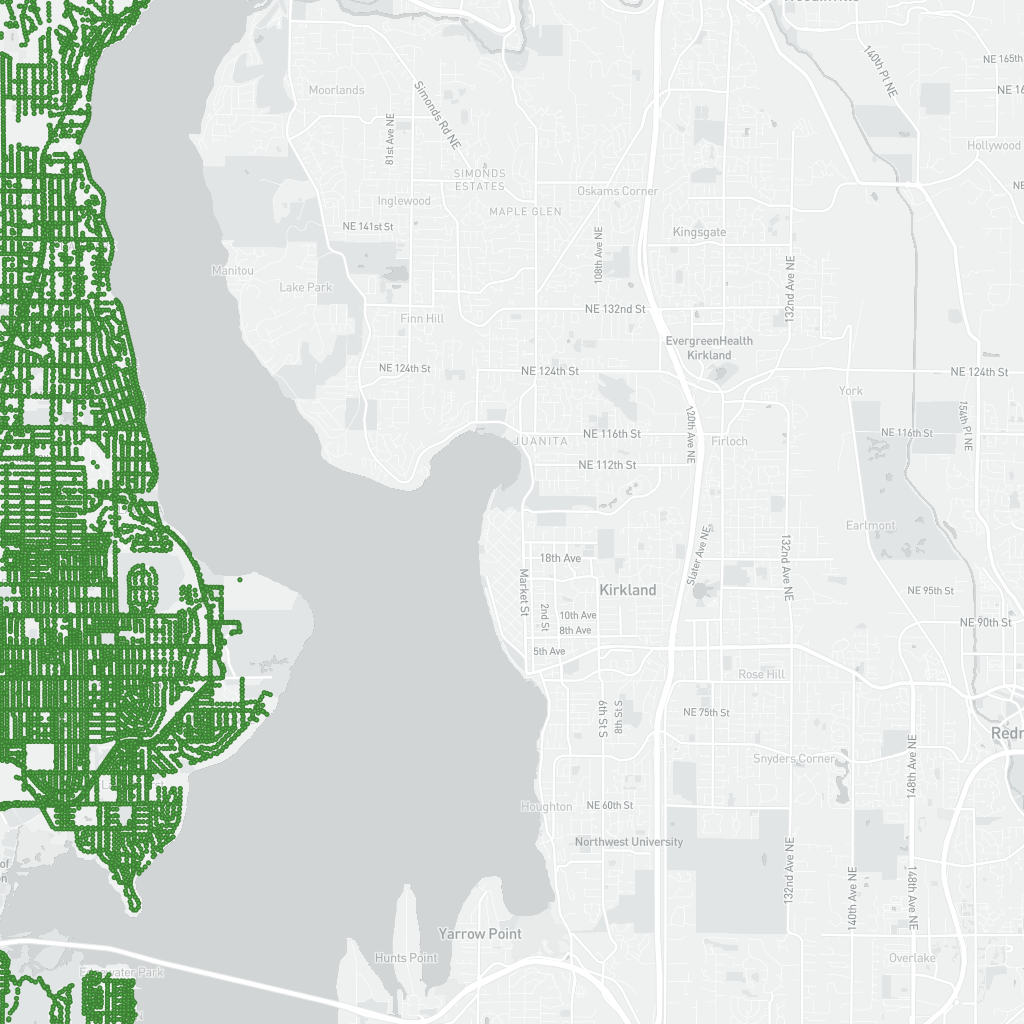 140th Pl NE
NE 165th
Moorlands
Simonds Rd NE
81st Ave NE
Hollywood
SIMONDS
ESTATES
Oskams Corner
Inglewood
MAPLE GLEN
NE 141st St
Kingsgate
108th Ave NE
Manitou
132nd Ave NE
Lake Park
NE 132nd St
Finn Hill
EvergreenHealth
Kirkland
NE 124th St
NE 124th St
NE 124th St
York
154th Pl NE
120th Ave NE
NE 116th St
NE 116th St
JUANITA
Firloch
NE 112th St
Earlmont
Slater Ave NE
132nd Ave NE
18th Ave
Market St
Kirkland
NE 95th St
2nd St
10th Ave
8th Ave
NE 90th St
5th Ave
Rose Hill
6th St S
8th St S
NE 75th St
148th Ave NE
Snyders Corner
Houghton
NE 60th St
Northwest University
132nd Ave NE
140th Ave NE
148th Ave NE
Yarrow Point
Hunts Point
Overlake